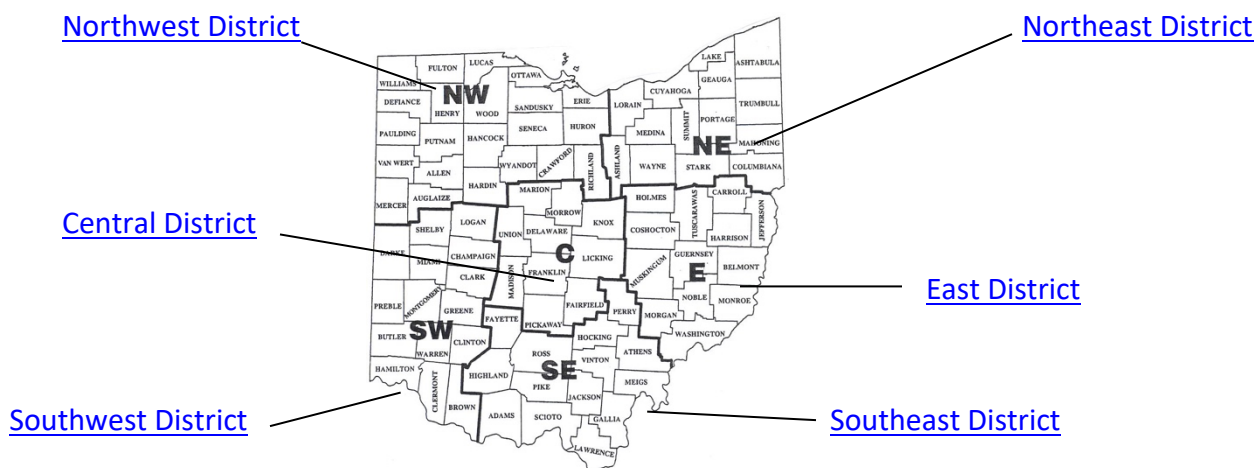 Northwest District
Northeast District
Central District
East District
Southwest District
Southeast District
WILLIAMS
FULTON
LUCAS
OTTAWA
DEFIANCE
HENRY
NW
WOOD
SANDUSKY
ERIE
PAULDING
PUTNAM
HANCOCK
SENECA
HURON
VAN WERT
ALLEN
WYANDOT
CRAWFORD
RICHLAND
MERCER
AUGLAIZE
HARDIN
LORAIN
CUYAHOGA
LAKE
GEAUGA
ASHTABULA
MEDINA
SUMMIT
PORTAGE
TRUMBULL
NE
MAHONING
ASHLAND
WAYNE
STARK
COLUMBIANA
MARION
MORROW
KNOX
UNION
DELAWARE
C
LICKING
MADISON
FRANKLIN
FAIRFIELD
PICKAWAY
HOLMES
TUSCARAWAS
CARROLL
JEFFERSON
COSHOCTON
HARRISON
MUSKINGUM
GUERNSEY
E
BELMONT
NOBLE
MONROE
MORGAN
WASHINGTON
SHELBY
LOGAN
DARKE
MIAMI
CHAMPAIGN
CLARK
PREBLE
MONTGOMERY
GREENE
SW
BUTLER
WARREN
CLINTON
HAMILTON
CLERMONT
BROWN
FAYETTE
PERRY
HOCKING
ROSS
VINTON
ATHENS
HIGHLAND
SE
PIKE
JACKSON
MEIGS
ADAMS
SCIOTO
GALLIA
LAWRENCE